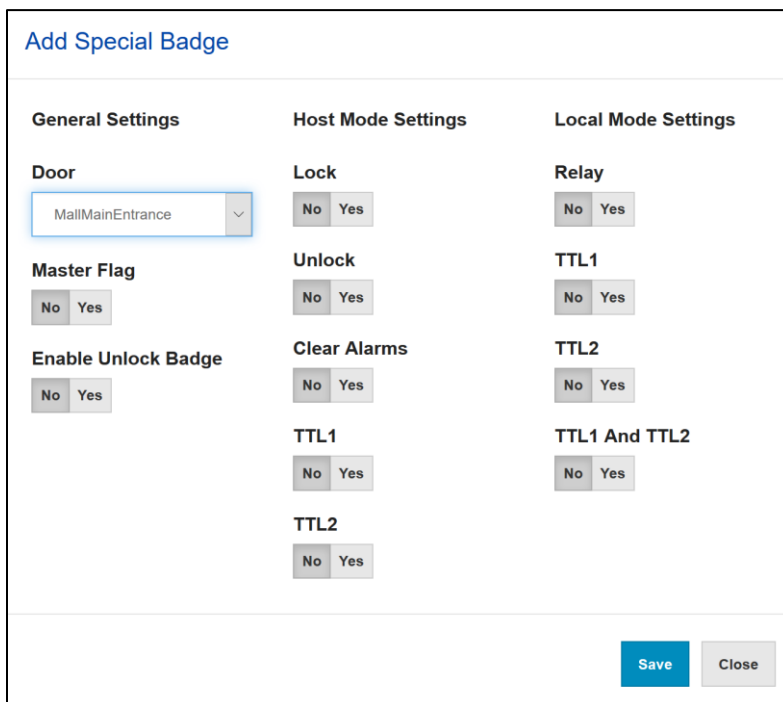 Add Special Badge
General Settings
Host Mode Settings
Local Mode Settings
Door
MallMainEntrance
Master Flag
No Yes
Enable Unlock Badge
No Yes
Lock
No Yes
Unlock
No Yes
Clear Alarms
No Yes
TTL1
No Yes
TTL2
No Yes
Relay
No Yes
TTL1
No Yes
TTL2
No Yes
TTL1 And TTL2
No Yes
Save
Close